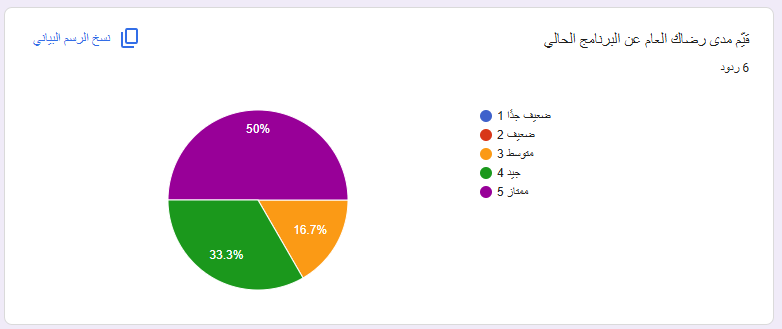 قيّم مدى رضاك العام عن البرنامج الحالي
نسخ الرسم البياني
6 ردود
1 ضعيف جدًا
2 ضعيف
3 متوسط
4 جيد
5 ممتاز
50%
16.7%
33.3%